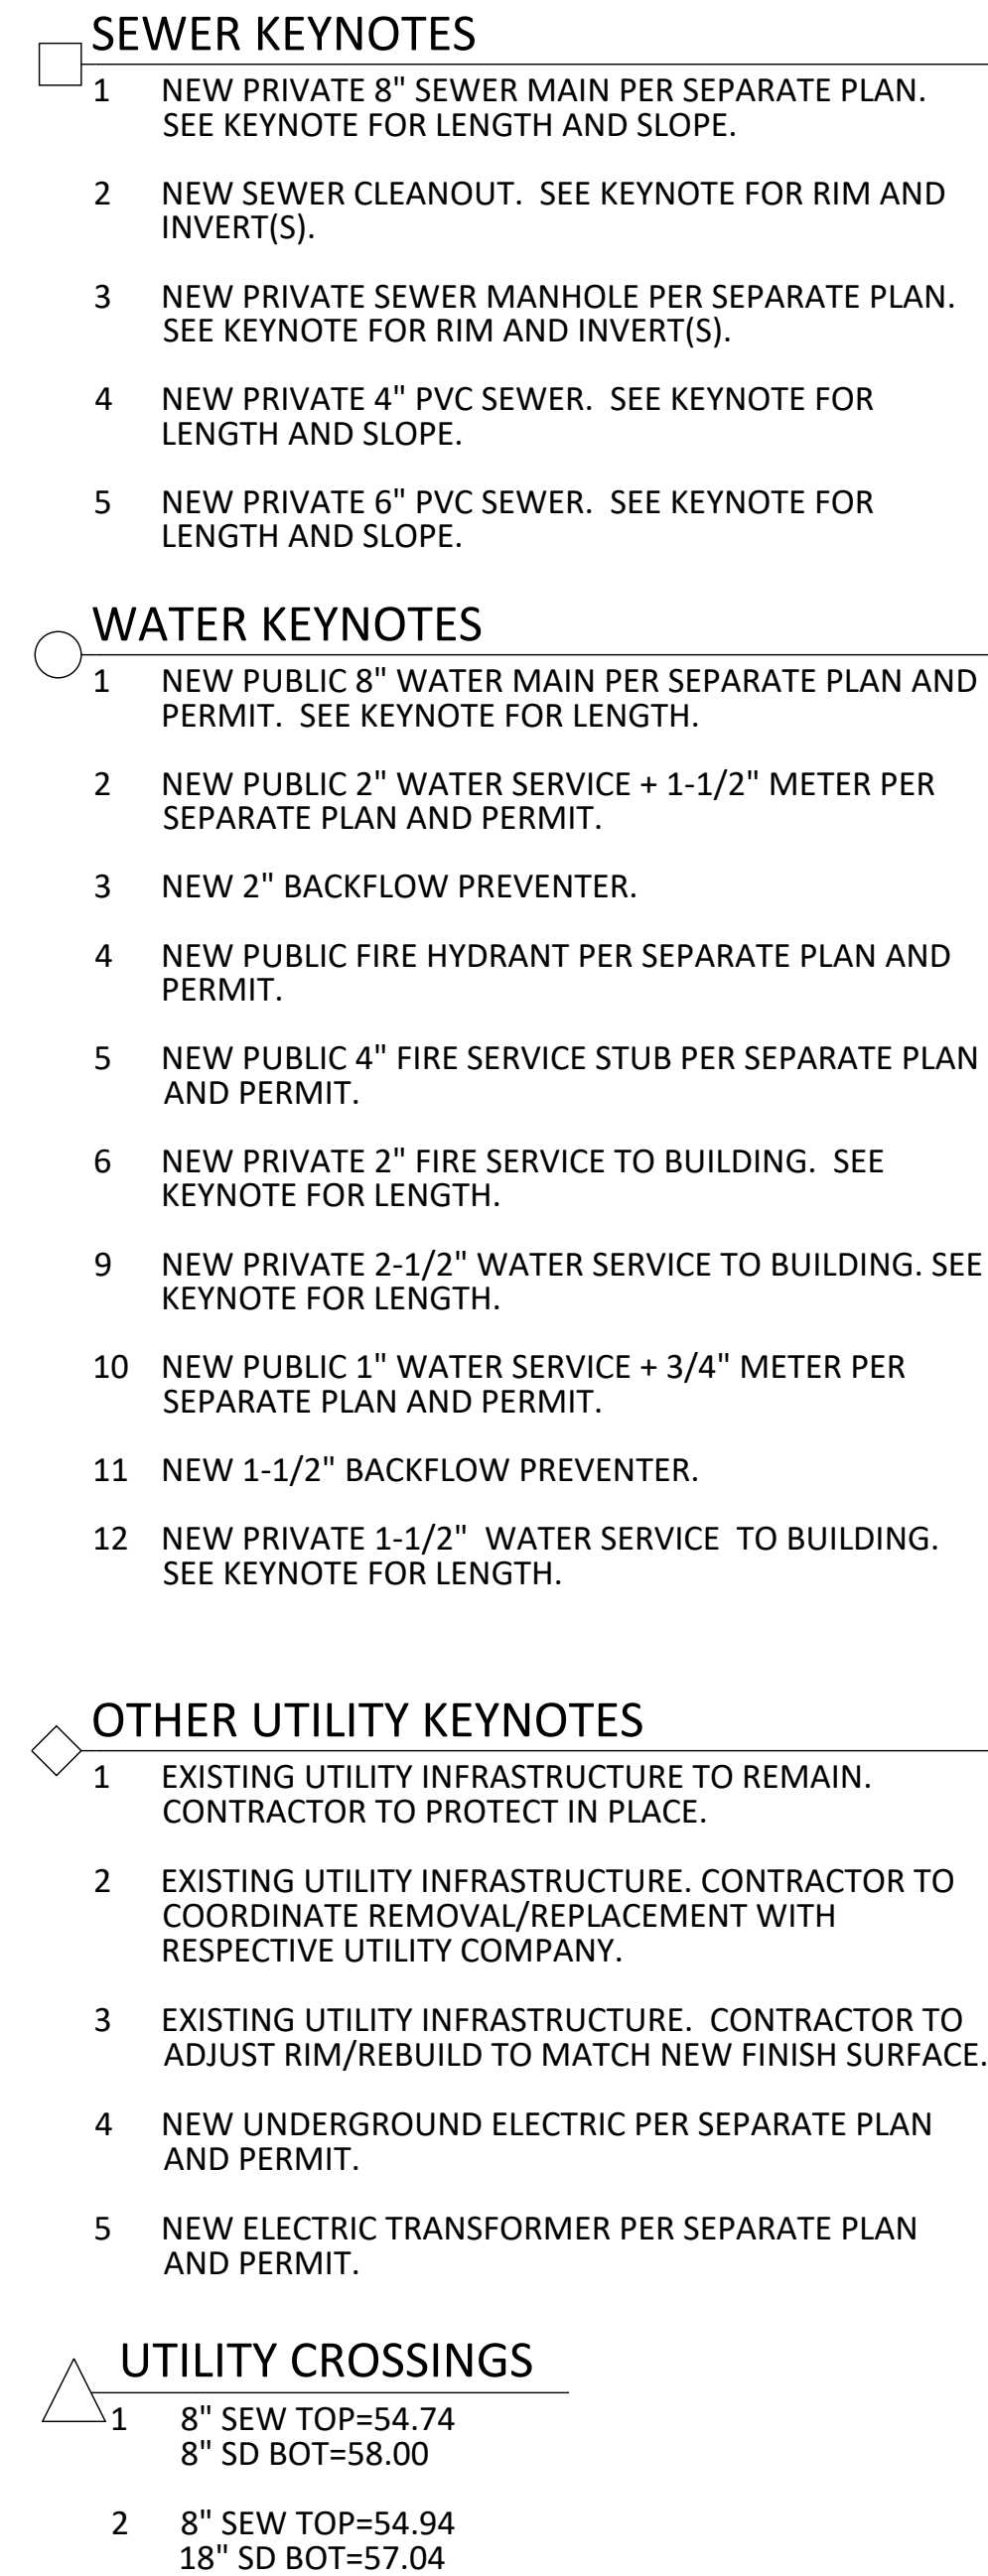 SEWER KEYNOTES
1 NEW PRIVATE 8" SEWER MAIN PER SEPARATE PLAN.
SEE KEYNOTE FOR LENGTH AND SLOPE.
2 NEW SEWER CLEANOUT. SEE KEYNOTE FOR RIM AND
INVERT(S).
3 NEW PRIVATE SEWER MANHOLE PER SEPARATE PLAN.
SEE KEYNOTE FOR RIM AND INVERT(S).
4 NEW PRIVATE 4" PVC SEWER. SEE KEYNOTE FOR
LENGTH AND SLOPE.
5 NEW PRIVATE 6" PVC SEWER. SEE KEYNOTE FOR
LENGTH AND SLOPE.
WATER KEYNOTES
1 NEW PUBLIC 8" WATER MAIN PER SEPARATE PLAN AND
PERMIT. SEE KEYNOTE FOR LENGTH.
2 NEW PUBLIC 2" WATER SERVICE + 1-1/2" METER PER
SEPARATE PLAN AND PERMIT.
3 NEW 2" BACKFLOW PREVENTER.
4 NEW PUBLIC FIRE HYDRANT PER SEPARATE PLAN AND
PERMIT.
5 NEW PUBLIC 4" FIRE SERVICE STUB PER SEPARATE PLAN
AND PERMIT.
6 NEW PRIVATE 2" FIRE SERVICE TO BUILDING. SEE
KEYNOTE FOR LENGTH.
9 NEW PRIVATE 2-1/2" WATER SERVICE TO BUILDING. SEE
KEYNOTE FOR LENGTH.
10 NEW PUBLIC 1" WATER SERVICE + 3/4" METER PER
SEPARATE PLAN AND PERMIT.
11 NEW 1-1/2" BACKFLOW PREVENTER.
12 NEW PRIVATE 1-1/2" WATER SERVICE TO BUILDING.
SEE KEYNOTE FOR LENGTH.
OTHER UTILITY KEYNOTES
1 EXISTING UTILITY INFRASTRUCTURE TO REMAIN.
CONTRACTOR TO PROTECT IN PLACE.
2 EXISTING UTILITY INFRASTRUCTURE. CONTRACTOR TO
COORDINATE REMOVAL/REPLACEMENT WITH
RESPECTIVE UTILITY COMPANY.
3 EXISTING UTILITY INFRASTRUCTURE. CONTRACTOR TO
ADJUST RIM/REBUILD TO MATCH NEW FINISH SURFACE.
4 NEW UNDERGROUND ELECTRIC PER SEPARATE PLAN
AND PERMIT.
5 NEW ELECTRIC TRANSFORMER PER SEPARATE PLAN
AND PERMIT.
UTILITY CROSSINGS
1 8" SEW TOP=54.74
8" SD BOT=58.00
2 8" SEW TOP=54.94
18" SD BOT=57.04